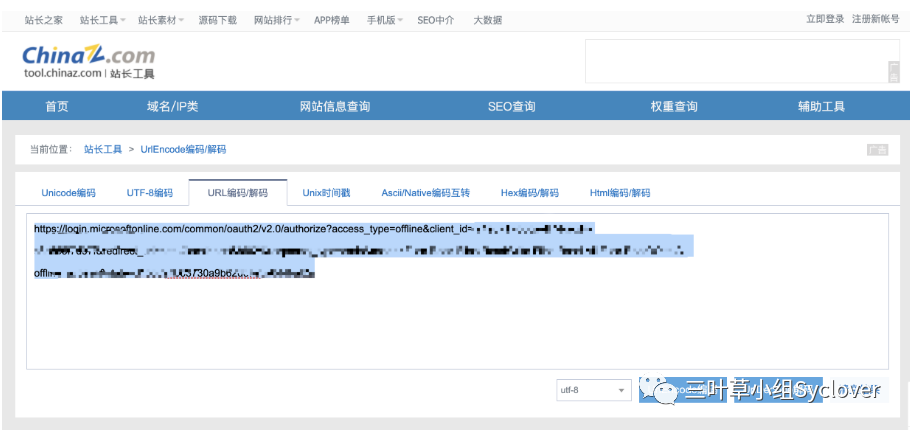 站长之家 站长工具 站长素材 源码下载 网站排行 APP榜单 手机版 SEO中介 大数据 立即登录 注册新帐号
ChinaZ.com
tool.chinaz.com | 站长工具
广告
首页 域名/IP类 网站信息查询 SEO查询 权重查询 辅助工具
当前位置： 站长工具 > UrlEncode编码/解码 广告
Unicode编码 UTF-8编码 URL编码/解码 Unix时间戳 Ascii/Native编码互转 Hex编码/解码 Html编码/解码
https://login.microsoftonline.com/common/oauth2/v2.0/authorize?access_type=offline&client_id=
offline
utf-8
三叶草小组Syclover